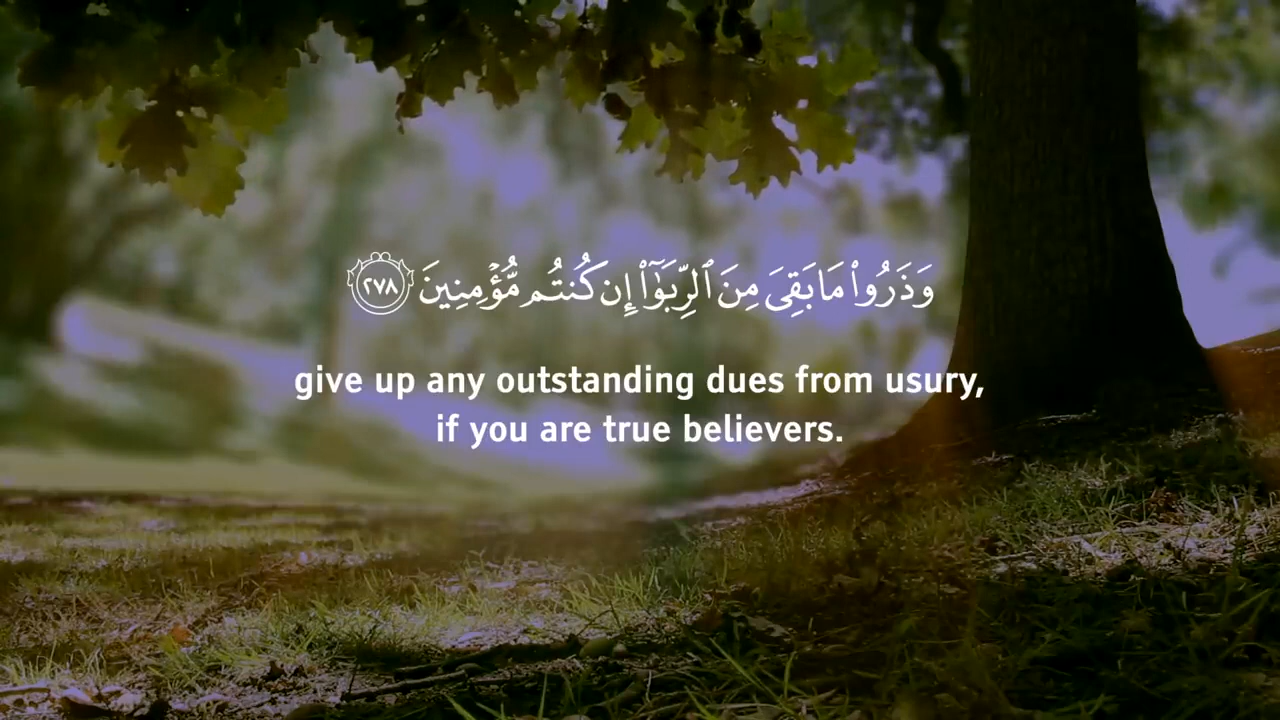 وَذَرُوا۟ مَا بَقِىَ مِنَ ٱلرِّبَوٰٓا۟ إِن كُنتُم مُّؤْمِنِينَ ٢٧٨
give up any outstanding dues from usury,
if you are true believers.